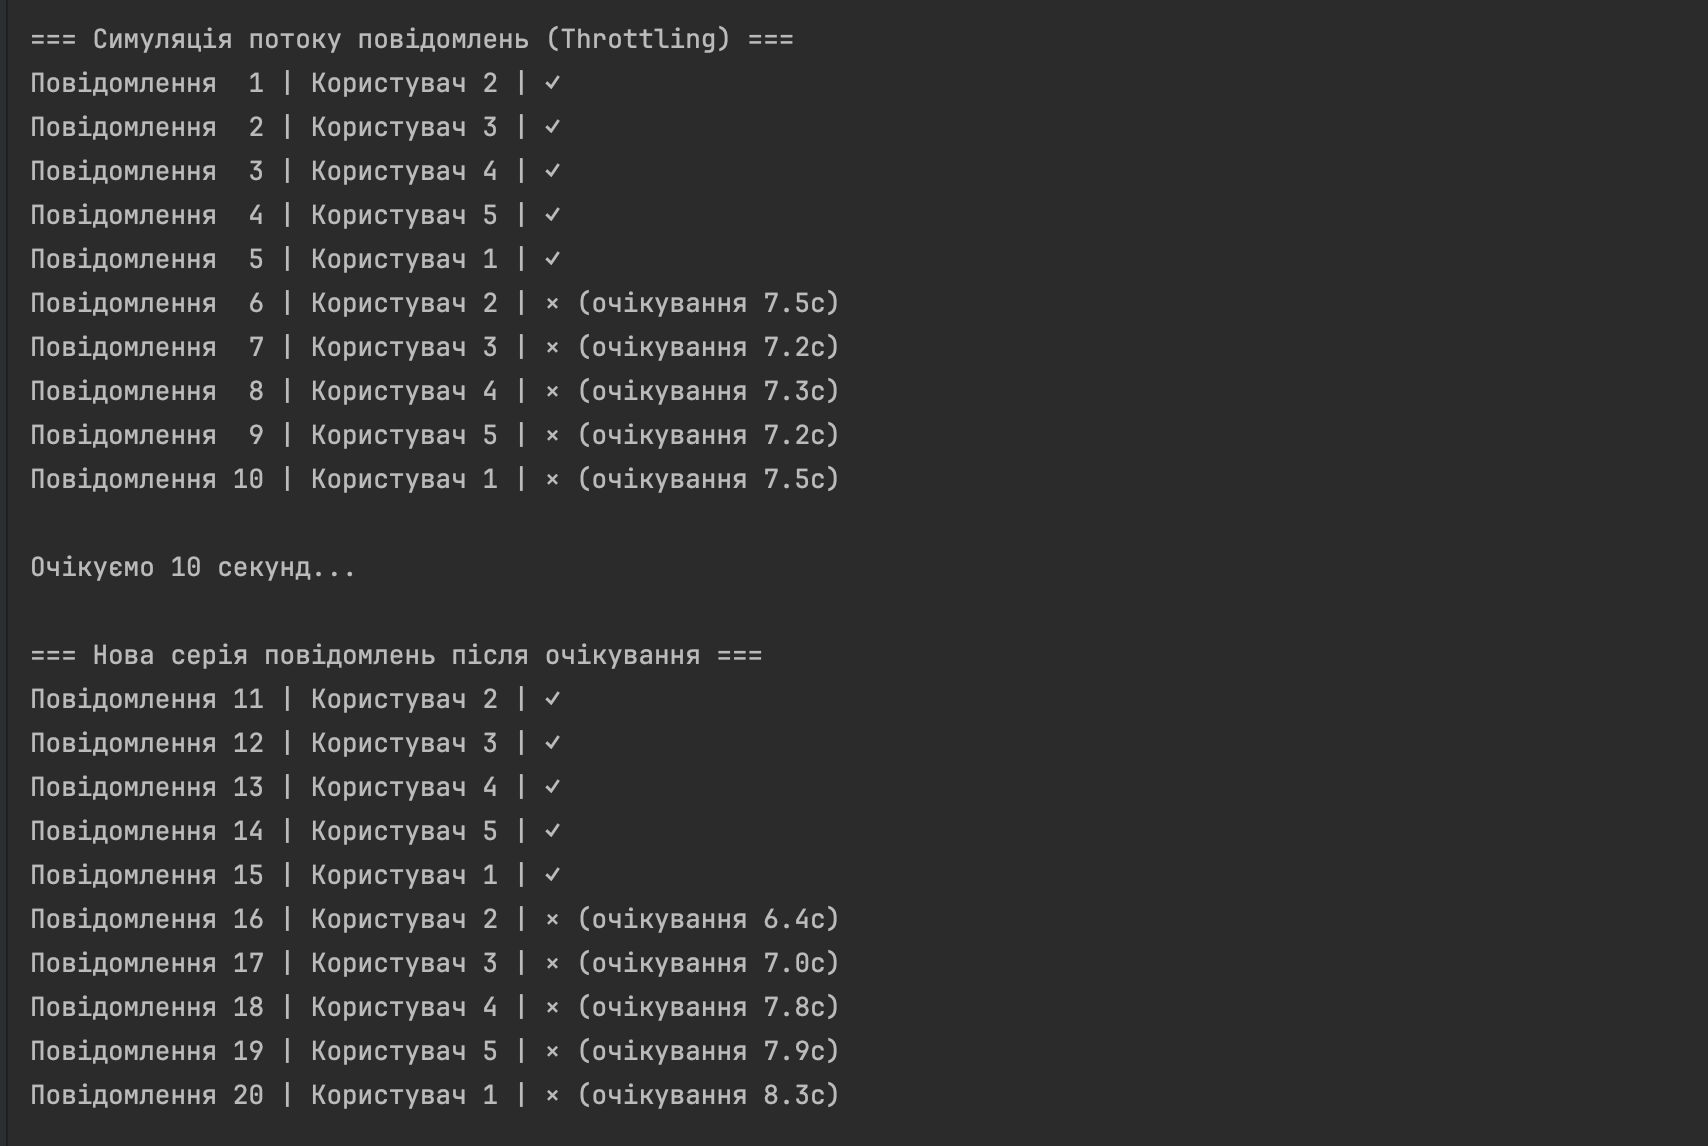 === Симуляція потоку повідомлень (Throttling) ===
Повідомлення  1 | Користувач 2 | ✓
Повідомлення  2 | Користувач 3 | ✓
Повідомлення  3 | Користувач 4 | ✓
Повідомлення  4 | Користувач 5 | ✓
Повідомлення  5 | Користувач 1 | ✓
Повідомлення  6 | Користувач 2 | × (очікування 7.5с)
Повідомлення  7 | Користувач 3 | × (очікування 7.2с)
Повідомлення  8 | Користувач 4 | × (очікування 7.3с)
Повідомлення  9 | Користувач 5 | × (очікування 7.2с)
Повідомлення 10 | Користувач 1 | × (очікування 7.5с)
Очікуємо 10 секунд...
=== Нова серія повідомлень після очікування ===
Повідомлення 11 | Користувач 2 | ✓
Повідомлення 12 | Користувач 3 | ✓
Повідомлення 13 | Користувач 4 | ✓
Повідомлення 14 | Користувач 5 | ✓
Повідомлення 15 | Користувач 1 | ✓
Повідомлення 16 | Користувач 2 | × (очікування 6.4с)
Повідомлення 17 | Користувач 3 | × (очікування 7.0с)
Повідомлення 18 | Користувач 4 | × (очікування 7.8с)
Повідомлення 19 | Користувач 5 | × (очікування 7.9с)
Повідомлення 20 | Користувач 1 | × (очікування 8.3с)